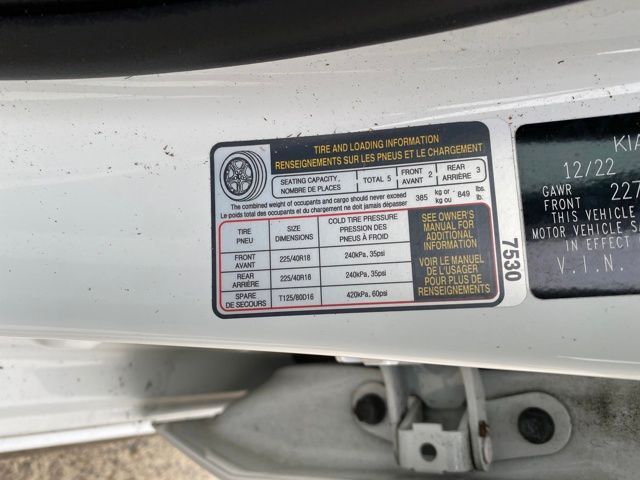 TIRE AND LOADING INFORMATION
RENSEIGNEMENTS SUR LES PNEUS ET LE CHARGEMENT
SEATING CAPACITY, NOMBRE DE PLACES TOTAL 5 FRONT AVANT 2 REAR ARRIÈRE 3
The combined weight of occupants and cargo should never exceed 385 kg or 849 lbs.
Le poids total des occupants et du chargement ne doit jamais dépasser kg ou lb.
TIRE PNEU SIZE DIMENSIONS COLD TIRE PRESSURE PRESSION DES PNEUS À FROID
FRONT AVANT 225/40R18 240kPa, 35psi
REAR ARRIÈRE 225/40R18 240kPa, 35psi
SPARE DE SECOURS T125/80D16 420kPa, 60psi
SEE OWNER'S
MANUAL FOR
ADDITIONAL
INFORMATION
VOIR LE MANUEL
DE L'USAGER
POUR PLUS DE
RENSEIGNEMENTS
7530
KIA
12/22
GAWR
FRONT 227
THIS VEHICLE
MOTOR VEHICLE SA
IN EFFECT
V.I.N.